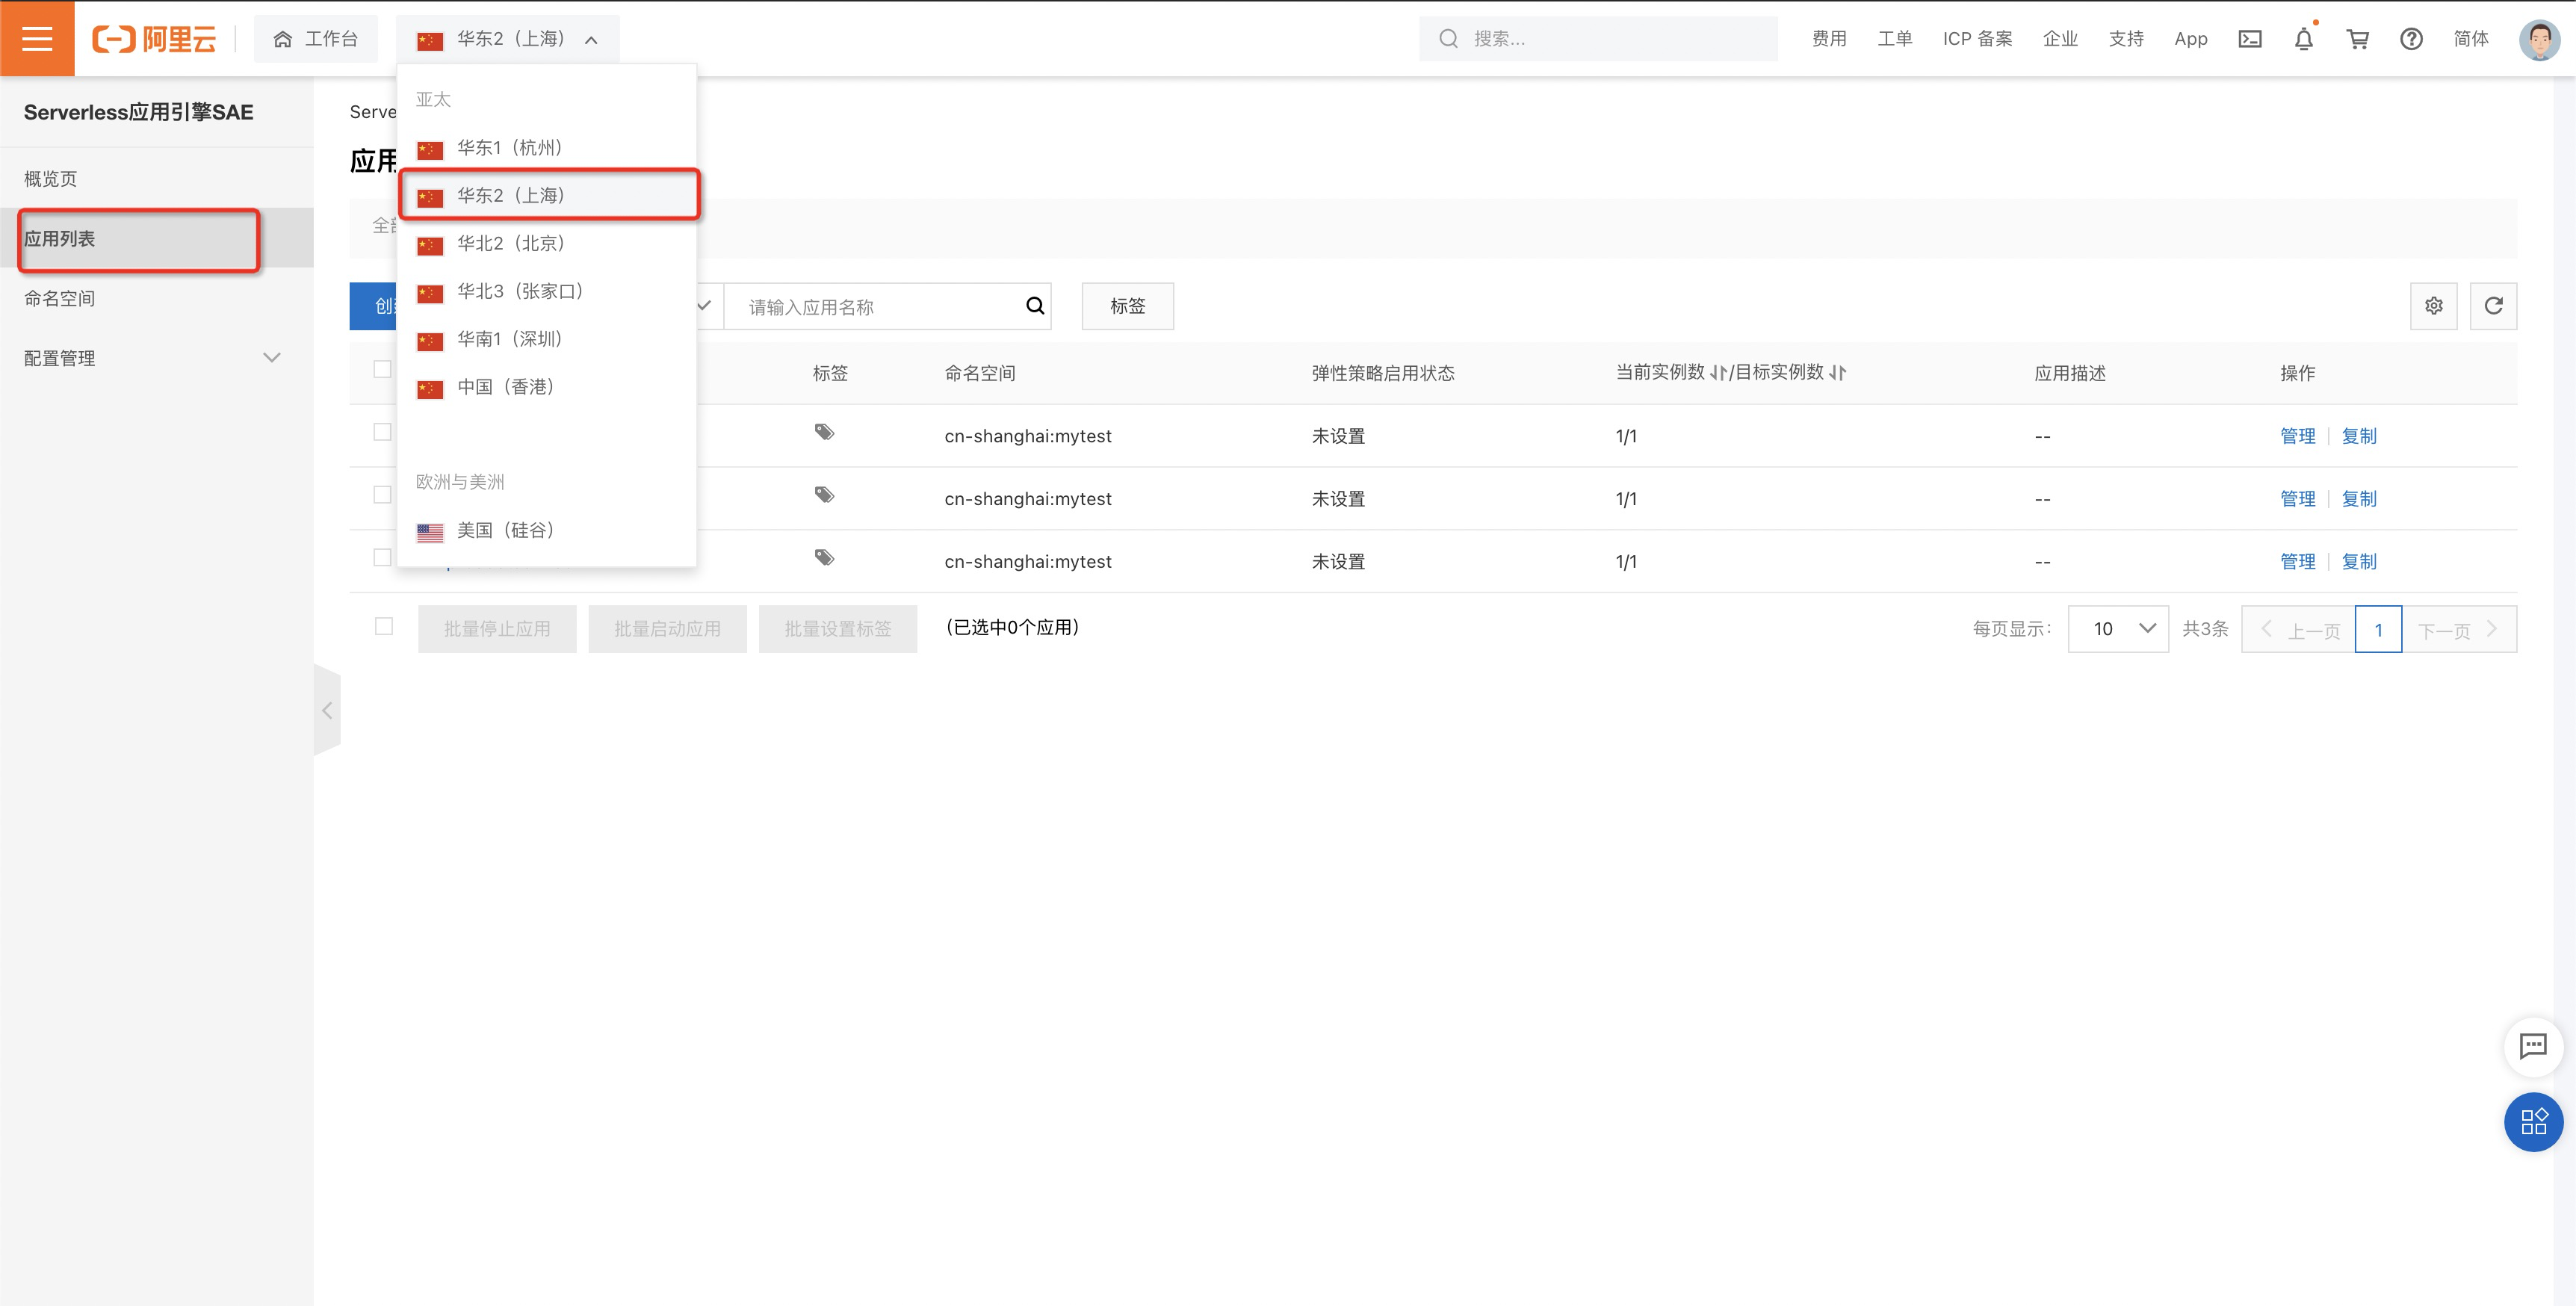 阿里云
工作台
华东2（上海）
搜索...
费用
工单
ICP 备案
企业
支持
App
简体
Serverless应用引擎SAE
概览页
应用列表
命名空间
配置管理
亚太
华东1（杭州）
华东2（上海）
华北2（北京）
华北3（张家口）
华南1（深圳）
中国（香港）
欧洲与美洲
美国（硅谷）
Serve
应用
请输入应用名称
标签
标签 命名空间 弹性策略启用状态 当前实例数 /目标实例数 应用描述 操作
cn-shanghai:mytest 未设置 1/1 -- 管理 复制
cn-shanghai:mytest 未设置 1/1 -- 管理 复制
cn-shanghai:mytest 未设置 1/1 -- 管理 复制
批量停止应用 批量启动应用 批量设置标签 (已选中0个应用) 每页显示： 10 共3条 上一页 1 下一页